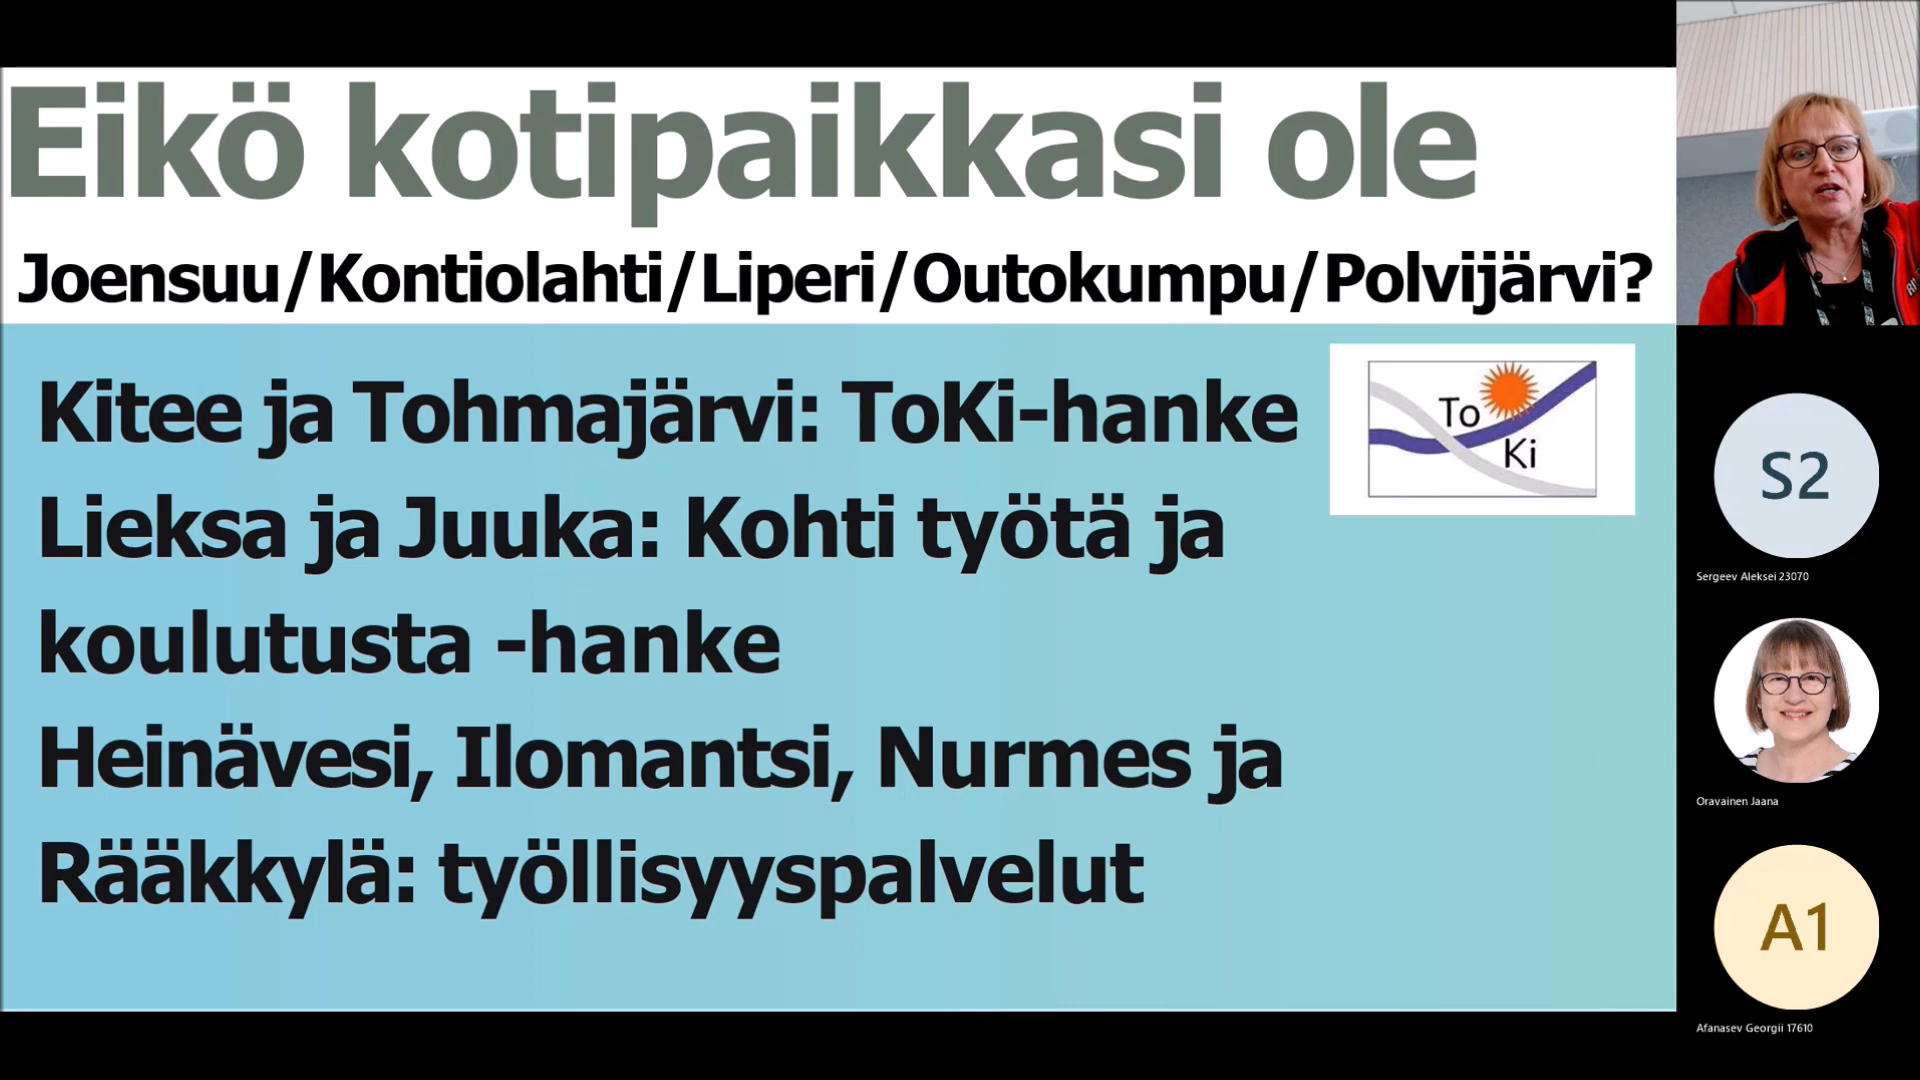 Eikö kotipaikkasi ole
Joensuu/Kontiolahti/Liperi/Outokumpu/Polvijärvi?
Kitee ja Tohmajärvi: ToKi-hanke
To
Ki
Lieksa ja Juuka: Kohti työtä ja
koulutusta -hanke
Heinävesi, Ilomantsi, Nurmes ja
Rääkkylä: työllisyyspalvelut
S2
Sergeev Aleksei 23070
Oravainen Jaana
A1
Afanasev Georgii 17610